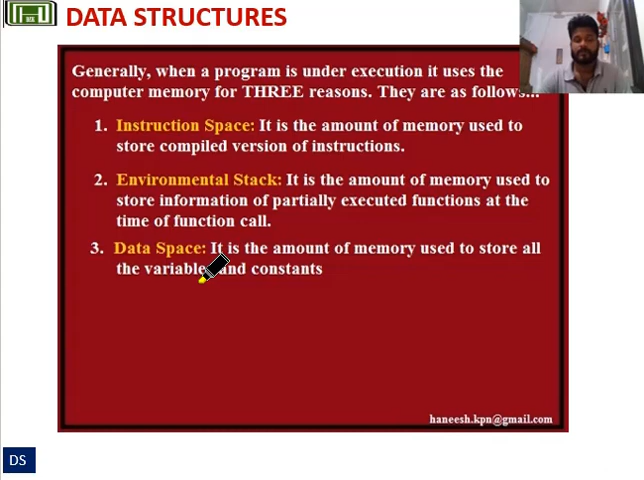 DATA STRUCTURES
Generally, when a program is under execution it uses the
computer memory for THREE reasons. They are as follows...
1. Instruction Space: It is the amount of memory used to
store compiled version of instructions.
2. Environmental Stack: It is the amount of memory used to
store information of partially executed functions at the
time of function call.
3. Data Space: It is the amount of memory used to store all
the variables and constants
haneesh.kpn@gmail.com
DS